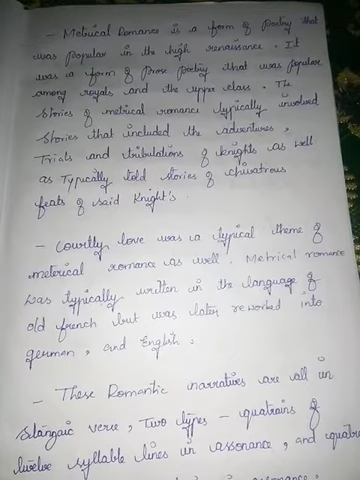 - Metrical Romance is a form of Poetry that
was popular in the high renaissance. It
was a form of Prose Poetry that was popular
among royals and the upper class. The
stories of metrical romance typically involved
stories that included the adventures,
Trials and tribulations of knights as well
as Typically told stories of chivatrous
feats of said Knight's.
- Courtly love was a typical theme of
meterical romance as well. Metrical romance
was typically written in the language of
old french but was later reworked into
german, and English.
- These Romantic narratives are all in
Stangaic verse, Two types - quatrains of
twelve syllable lines in assonance, and
assonance,